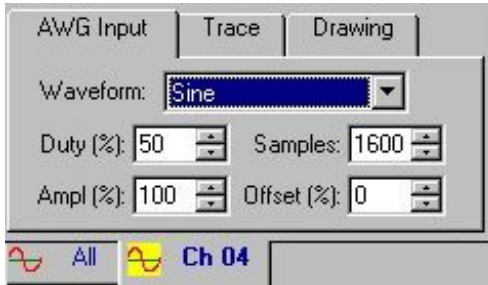 AWG Input Trace Drawing
Waveform: Sine
Duty (%): 50 Samples: 1600
Ampl (%): 100 Offset (%): 0
All Ch 04